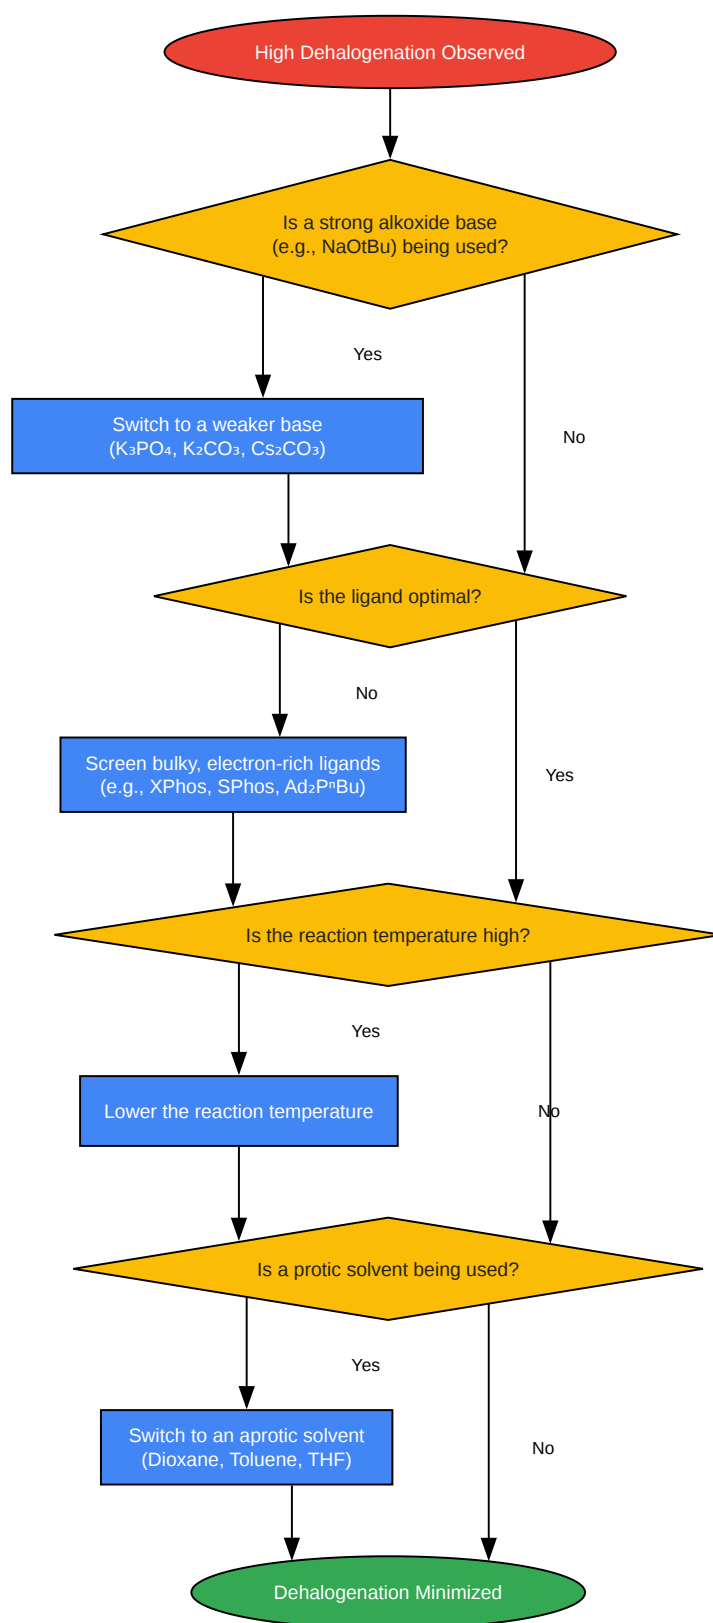 High Dehalogenation Observed
Is a strong alkoxide base
(e.g., NaOtBu) being used?
Yes
Switch to a weaker base
(K₃PO₄, K₂CO₃, Cs₂CO₃)
No
Is the ligand optimal?
No
Screen bulky, electron-rich ligands
(e.g., XPhos, SPhos, Ad₂PⁿBu)
Yes
Is the reaction temperature high?
Yes
Lower the reaction temperature
No
Is a protic solvent being used?
Yes
Switch to an aprotic solvent
(Dioxane, Toluene, THF)
No
Dehalogenation Minimized